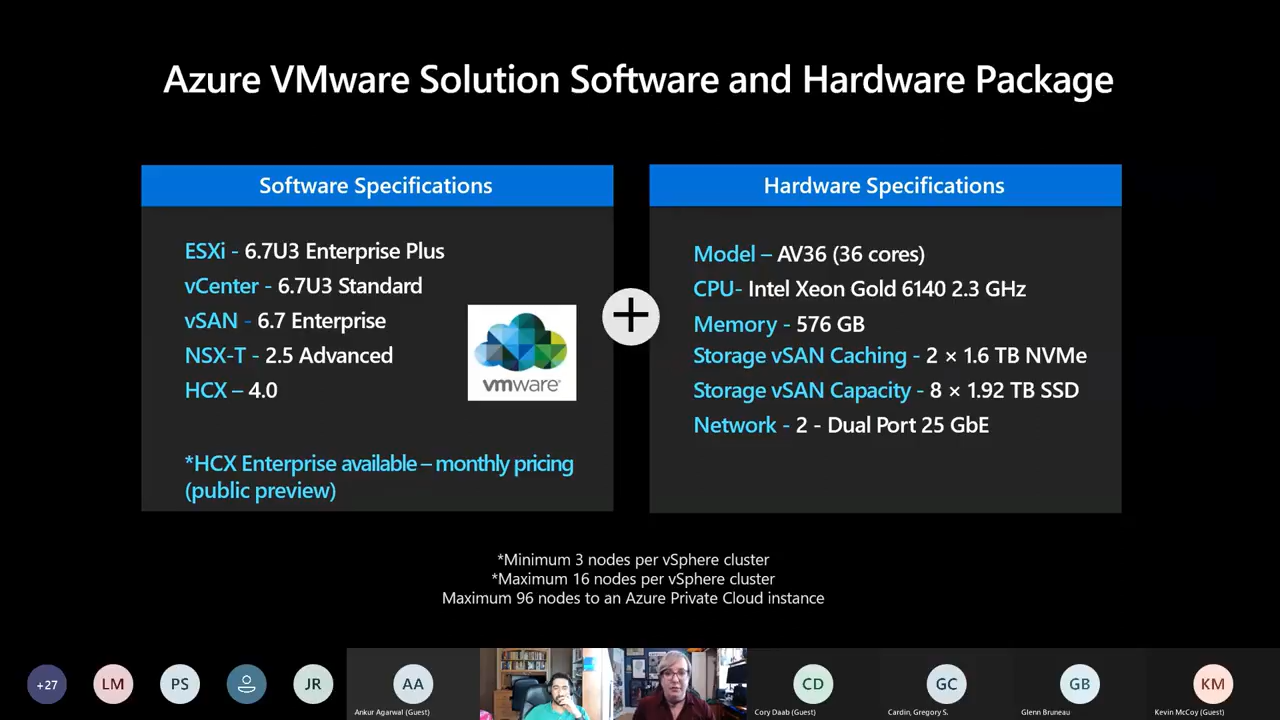 Azure VMware Solution Software and Hardware Package
Software Specifications
ESXi - 6.7U3 Enterprise Plus
vCenter - 6.7U3 Standard
vSAN - 6.7 Enterprise
NSX-T - 2.5 Advanced
HCX – 4.0
vmware®
*HCX Enterprise available – monthly pricing
(public preview)
+
Hardware Specifications
Model – AV36 (36 cores)
CPU- Intel Xeon Gold 6140 2.3 GHz
Memory - 576 GB
Storage vSAN Caching - 2 × 1.6 TB NVMe
Storage vSAN Capacity - 8 × 1.92 TB SSD
Network - 2 - Dual Port 25 GbE
*Minimum 3 nodes per vSphere cluster
*Maximum 16 nodes per vSphere cluster
Maximum 96 nodes to an Azure Private Cloud instance
+27
LM
PS
JR
AA
Ankur Agarwal (Guest)
CD
Cory Daab (Guest)
GC
Cardin, Gregory S.
GB
Glenn Bruneau
KM
Kevin McCoy (Guest)